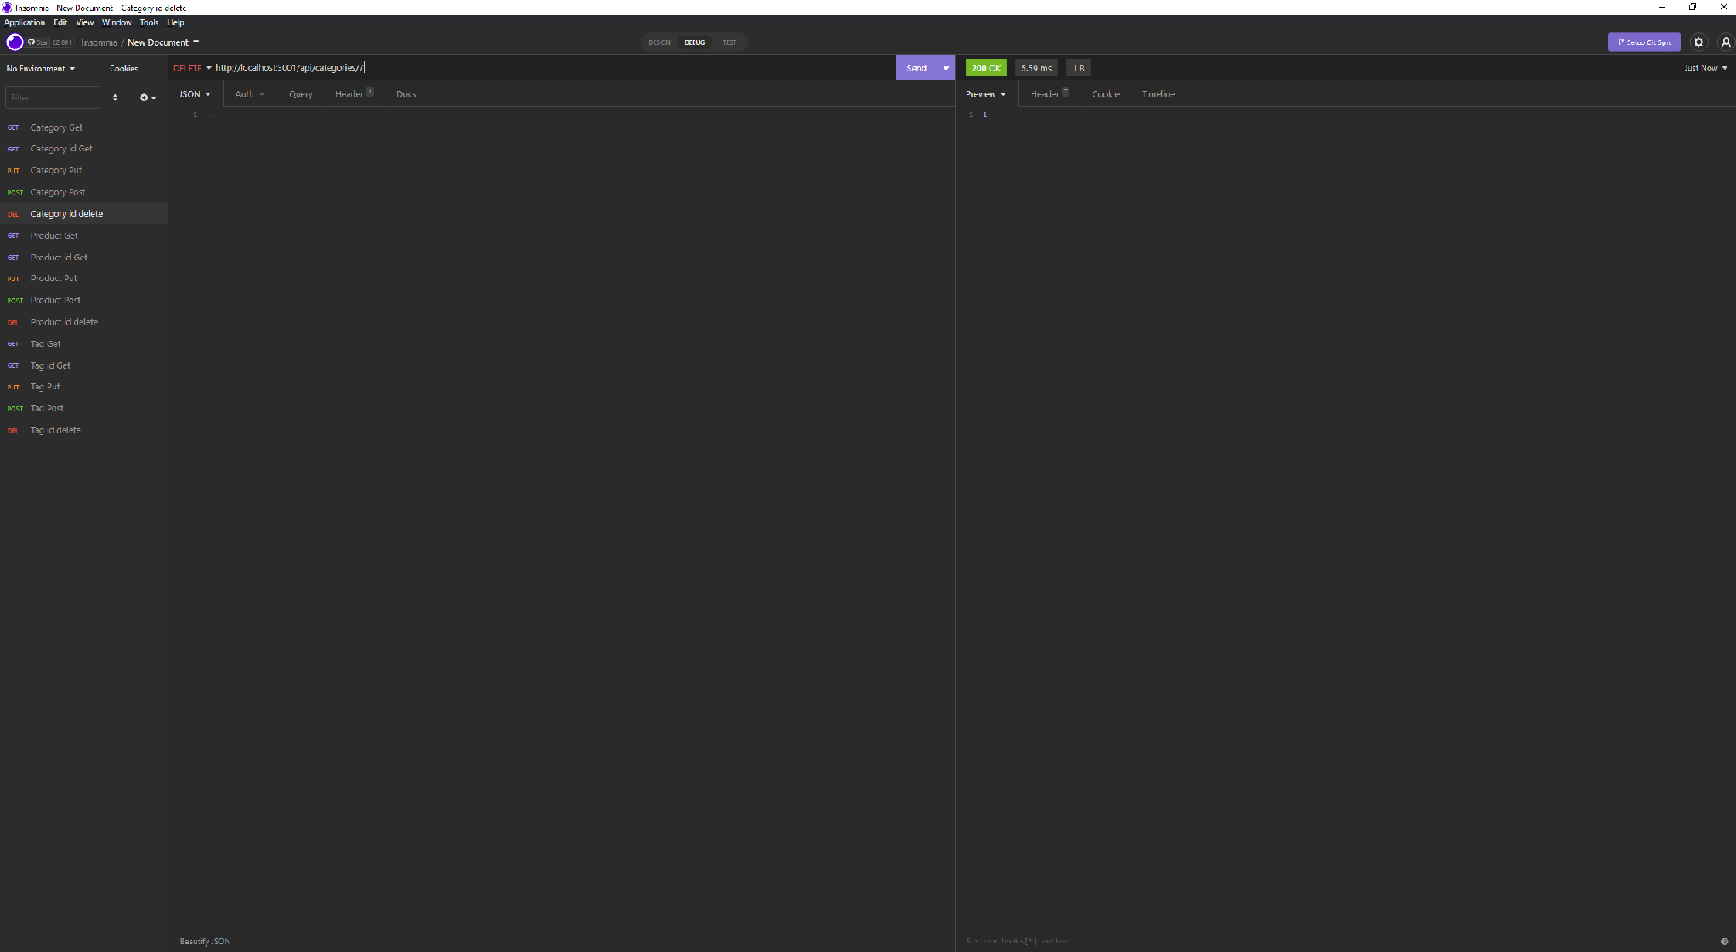 Insomnia - New Document - Category id delete
Application Edit View Window Tools Help
Insomnia / New Document
DESIGN DEBUG TEST
Setup Git Sync
No Environment Cookies
DELETE http://localhost:3001/api/categories/7 Send
200 OK 5.59 ms 1 B Just Now
Filter
JSON Auth Query Header 1 Docs
Preview Header 7 Cookie Timeline
1 ...
1 1
GET Category Get
GET Category id Get
PUT Category Put
POST Category Post
DEL Category id delete
GET Product Get
GET Product id Get
PUT Product Put
POST Product Post
DEL Product id delete
GET Tag Get
GET Tag id Get
PUT Tag Put
POST Tag Post
DEL Tag id delete
Beautify JSON
$.store.books[*].author